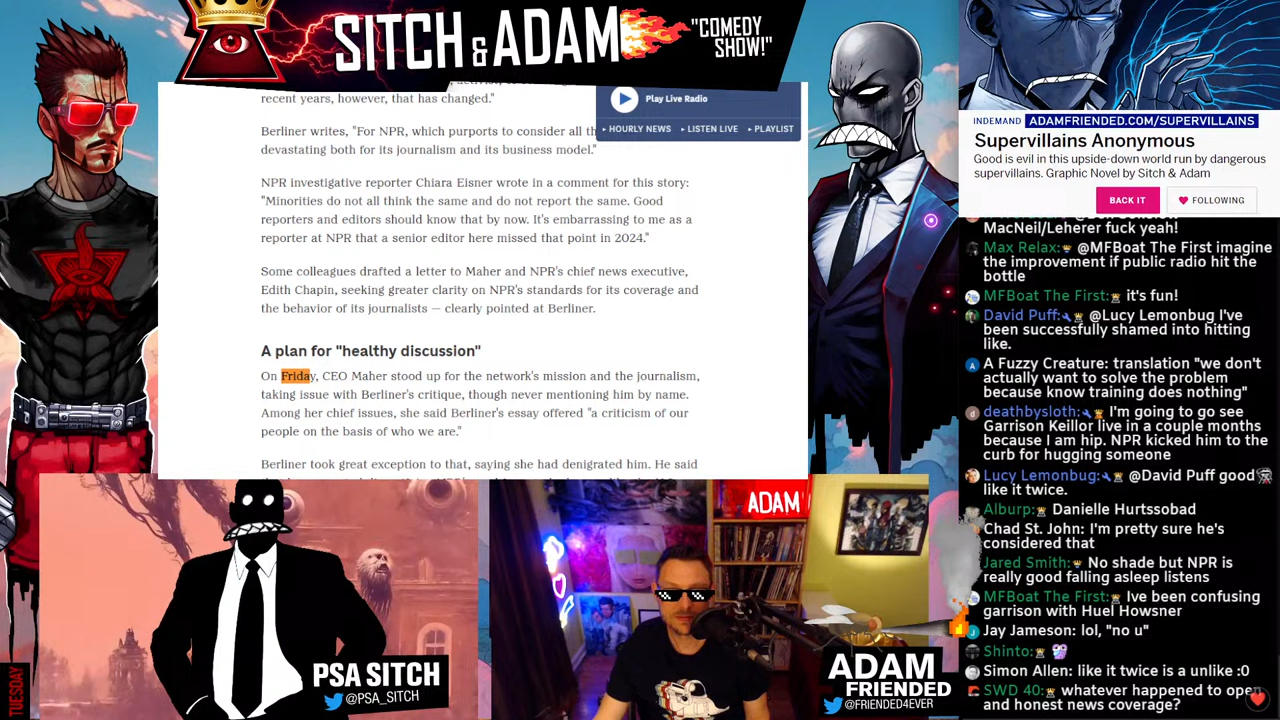 SITCH & ADAM
"COMEDY
SHOW!"
recent years, however, that has changed."
Play Live Radio
HOURLY NEWS
LISTEN LIVE
PLAYLIST
Berliner writes, "For NPR, which purports to consider all th
devastating both for its journalism and its business model."
NPR investigative reporter Chiara Eisner wrote in a comment for this story:
"Minorities do not all think the same and do not report the same. Good
reporters and editors should know that by now. It's embarrassing to me as a
reporter at NPR that a senior editor here missed that point in 2024."
Some colleagues drafted a letter to Maher and NPR's chief news executive,
Edith Chapin, seeking greater clarity on NPR's standards for its coverage and
the behavior of its journalists — clearly pointed at Berliner.
A plan for "healthy discussion"
On Friday, CEO Maher stood up for the network's mission and the journalism,
taking issue with Berliner's critique, though never mentioning him by name.
Among her chief issues, she said Berliner's essay offered "a criticism of our
people on the basis of who we are."
Berliner took great exception to that, saying she had denigrated him. He said
INDEMAND ADAMFRIENDED.COM/SUPERVILLAINS
Supervillains Anonymous
Good is evil in this upside-down world run by dangerous
supervillains. Graphic Novel by Sitch & Adam
BACK IT
FOLLOWING
MacNeil/Leherer fuck yeah!
Max Relax: @MFBoat The First imagine
the improvement if public radio hit the
bottle
MFBoat The First: it's fun!
David Puff: @Lucy Lemonbug I've
been successfully shamed into hitting
like.
A Fuzzy Creature: translation "we don't
actually want to solve the problem
because know training does nothing"
deathbysloth: I'm going to go see
Garrison Keillor live in a couple months
because I am hip. NPR kicked him to the
curb for hugging someone
Lucy Lemonbug: @David Puff good
like it twice.
Alburp: Danielle Hurtssobad
Chad St. John: I'm pretty sure he's
considered that
Jared Smith: No shade but NPR is
really good falling asleep listens
MFBoat The First: Ive been confusing
garrison with Huel Howsner
Jay Jameson: lol, "no u"
Shinto:
Simon Allen: like it twice is a unlike :0
SWD 40: whatever happened to open
and honest news coverage?
TUESDAY
PSA SITCH
@PSA_SITCH
ADAM
ADAM
FRIENDED
@FRIENDED4EVER